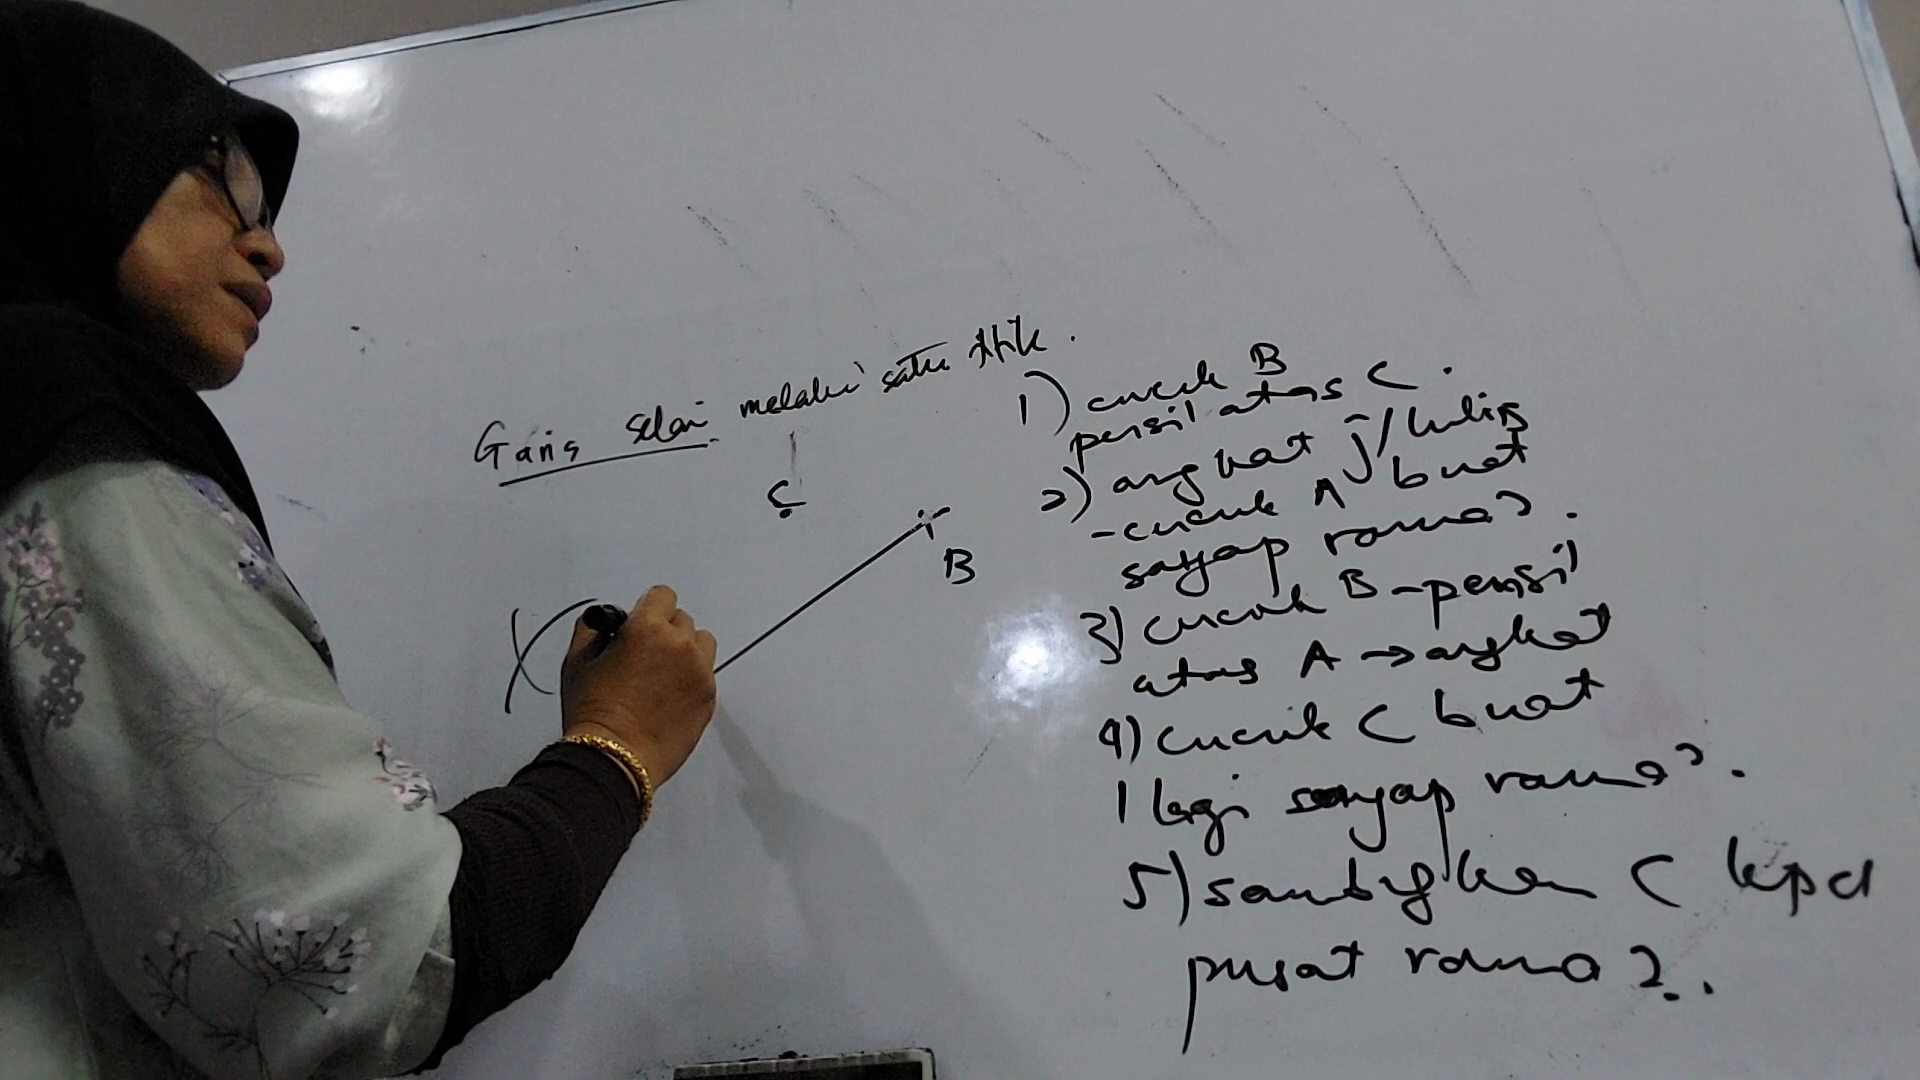 Garis selari melalui satu titik.
C
B
1) cucuk B
pensil atas C.
2) angkat j/lukis
- cucuk A buat
sayap rama2.
3) cucuk B - pensil
atas A → angkat
4) cucuk C buat
1 lagi sayap rama2.
5) sambungkan C kpd
pusat rama2..